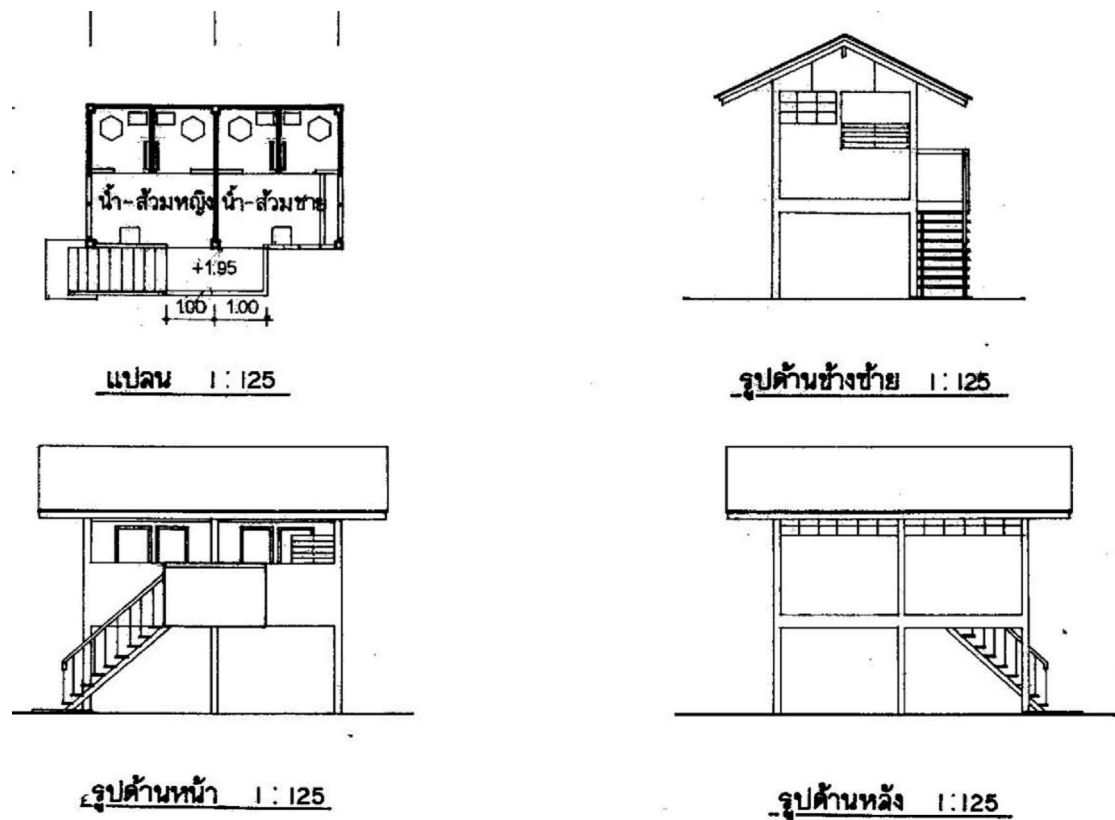 น้ำ-ส้วมหญิง น้ำ-ส้วมชาย
+1.95
1.00 1.00
แปลน 1:125
รูปด้านข้างซ้าย 1:125
รูปด้านหน้า 1:125
รูปด้านหลัง 1:125